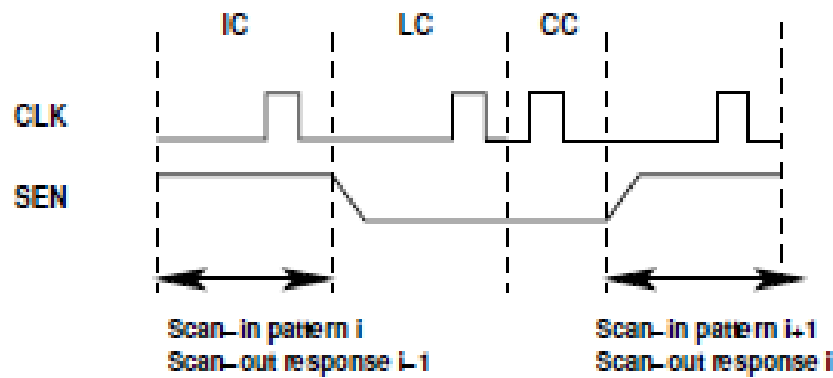 IC LC CC
CLK
SEN
Scan-in pattern i
Scan-out response i-1
Scan-in pattern i+1
Scan-out response i